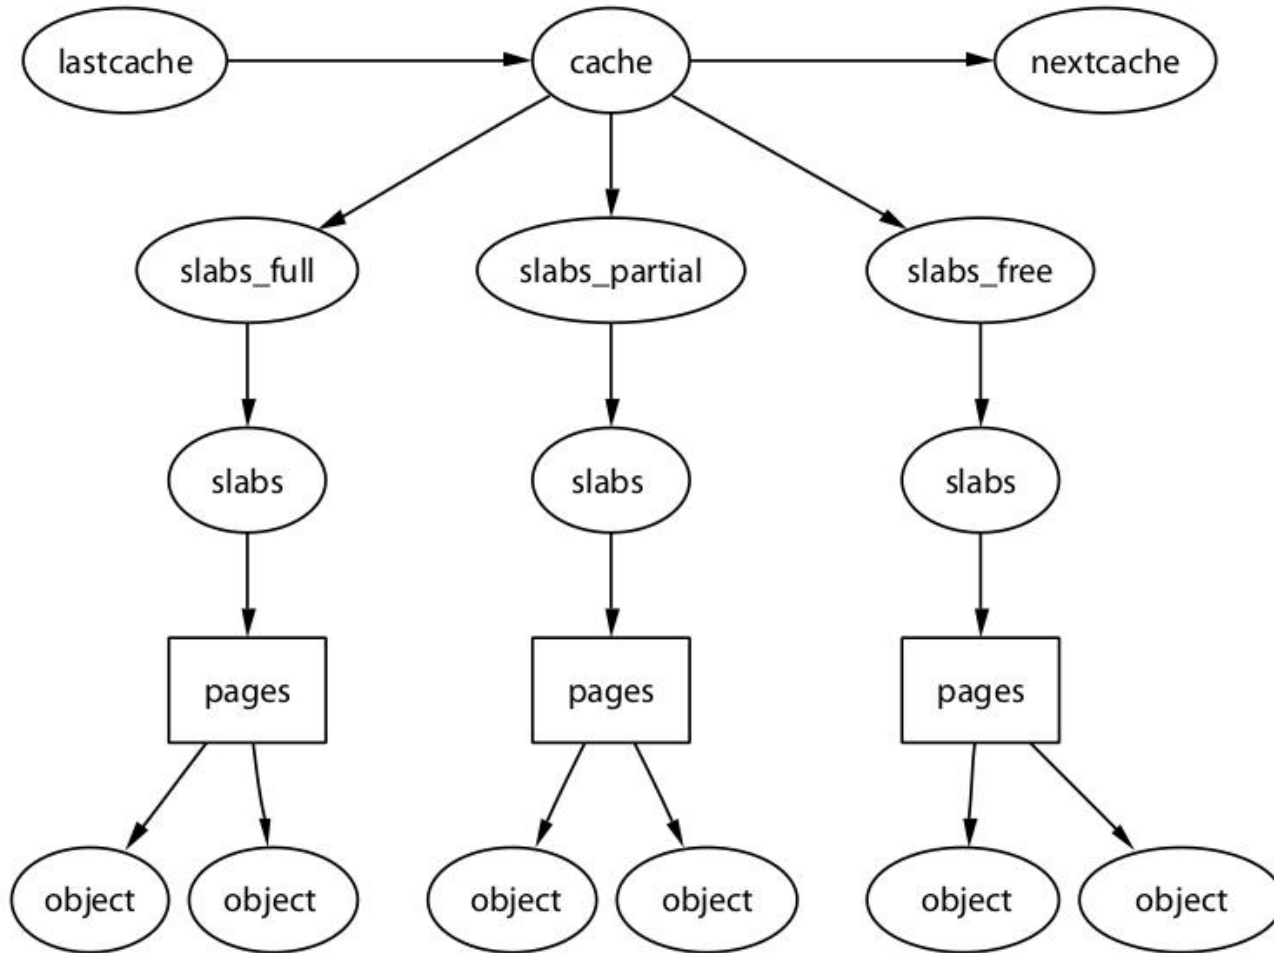 lastcache
cache
nextcache
slabs_full
slabs_partial
slabs_free
slabs
slabs
slabs
pages
pages
pages
object
object
object
object
object
object